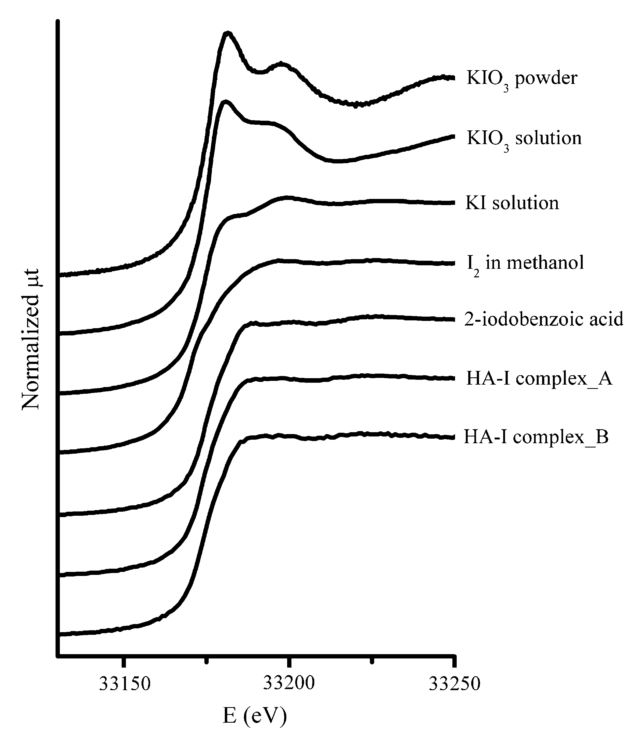 KIO₃ powder
KIO₃ solution
KI solution
I₂ in methanol
2-iodobenzoic acid
HA-I complex_A
HA-I complex_B
Normalized μt
33150 33200 33250
E (eV)